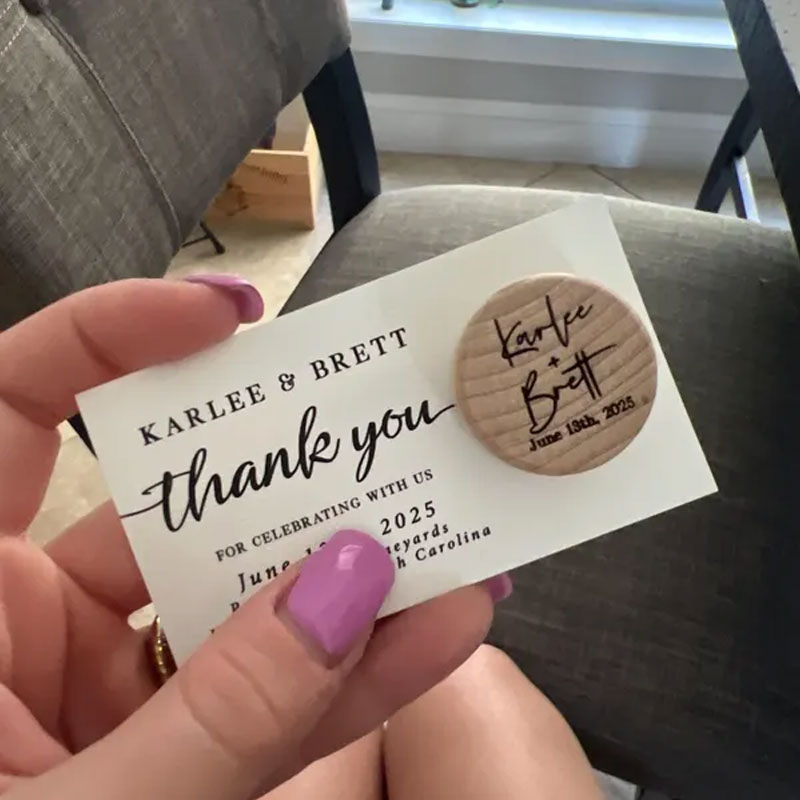 KARLEE & BRETT
thank you
FOR CELEBRATING WITH US
June 2025
Carolina
Karlee
+
Brett
June 13th, 2025